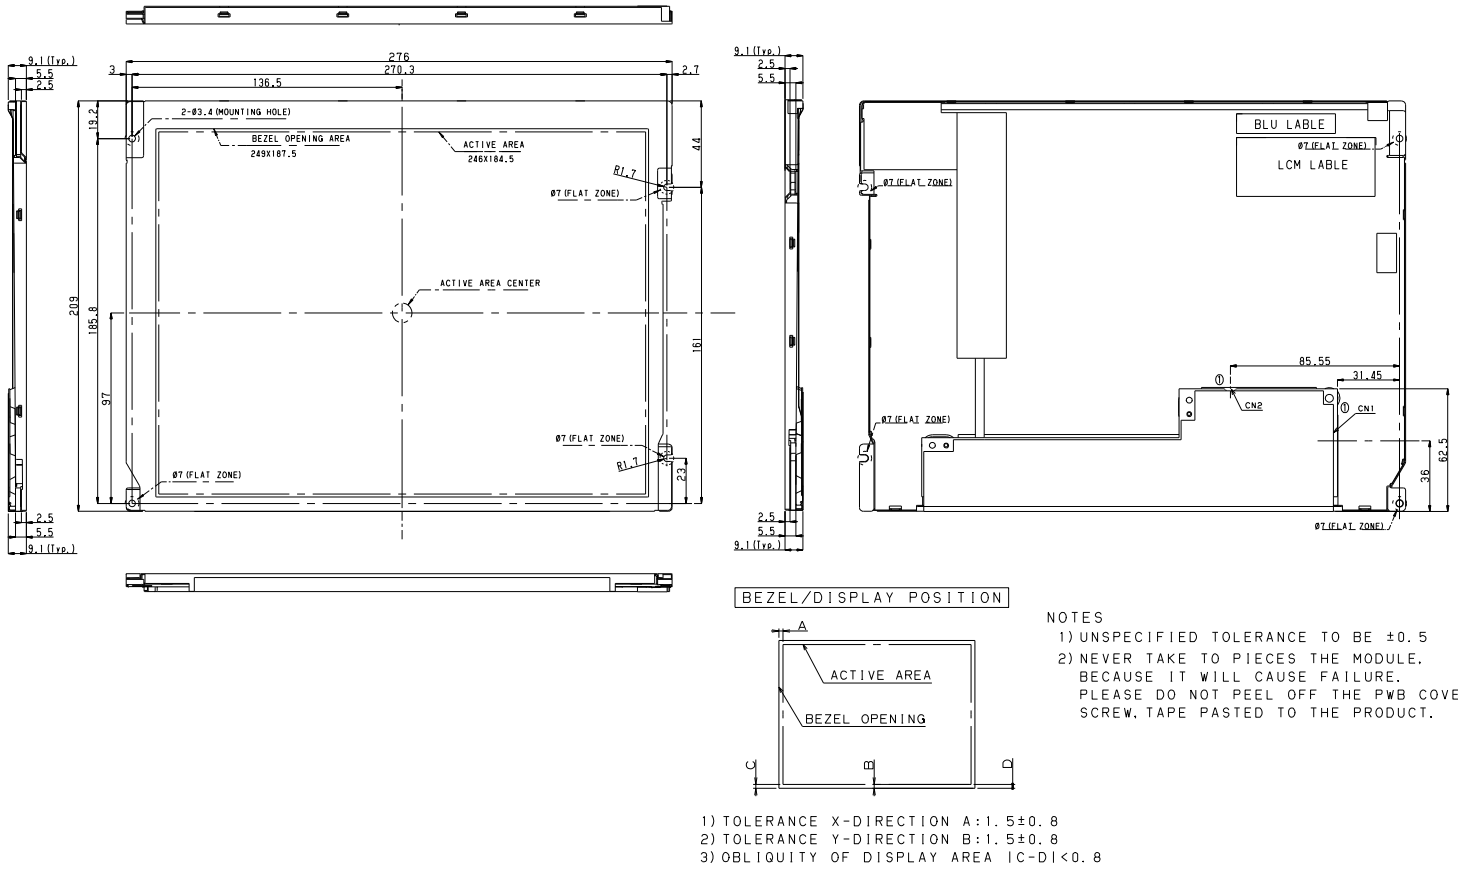 276
270.3
3
2.7
136.5
9.1(Typ.)
5.5
2.5
19.2
2-Ø3.4(MOUNTING HOLE)
BEZEL OPENING AREA
249X187.5
ACTIVE AREA
246X184.5
44
R1.7
Ø7(FLAT ZONE)
ACTIVE AREA CENTER
209
185.8
97
161
Ø7(FLAT ZONE)
R1.7
23
Ø7(FLAT ZONE)
2.5
5.5
9.1(Typ.)
9.1(Typ.)
2.5
5.5
2.5
5.5
9.1(Typ.)
BLU LABLE
Ø7(FLAT ZONE)
LCM LABLE
Ø7(FLAT ZONE)
85.55
31.45
1
CN2
1
CN1
Ø7(FLAT ZONE)
62.5
36
Ø7(FLAT ZONE)
BEZEL/DISPLAY POSITION
A
ACTIVE AREA
BEZEL OPENING
C
B
D
1)TOLERANCE X-DIRECTION A:1.5±0.8
2)TOLERANCE Y-DIRECTION B:1.5±0.8
3)OBLIQUITY OF DISPLAY AREA |C-D|<0.8
NOTES
1)UNSPECIFIED TOLERANCE TO BE ±0.5
2)NEVER TAKE TO PIECES THE MODULE.
BECAUSE IT WILL CAUSE FAILURE.
PLEASE DO NOT PEEL OFF THE PWB COVE
SCREW,TAPE PASTED TO THE PRODUCT.